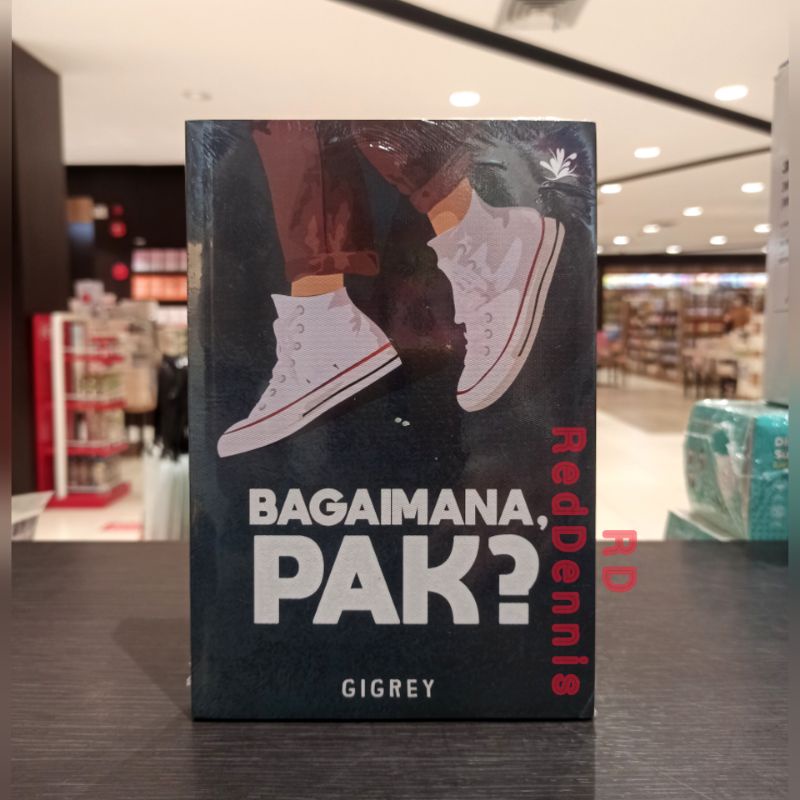 BAGAIMANA,
PAK?
GIGREY
RedDennis
RD